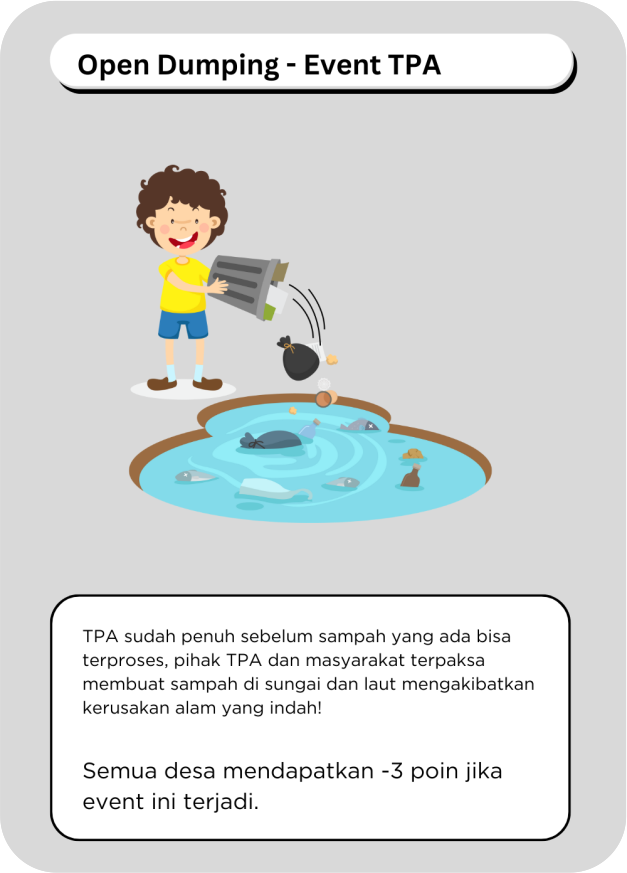 Open Dumping - Event TPA
TPA sudah penuh sebelum sampah yang ada bisa
terproses, pihak TPA dan masyarakat terpaksa
membuat sampah di sungai dan laut mengakibatkan
kerusakan alam yang indah!
Semua desa mendapatkan -3 poin jika
event ini terjadi.